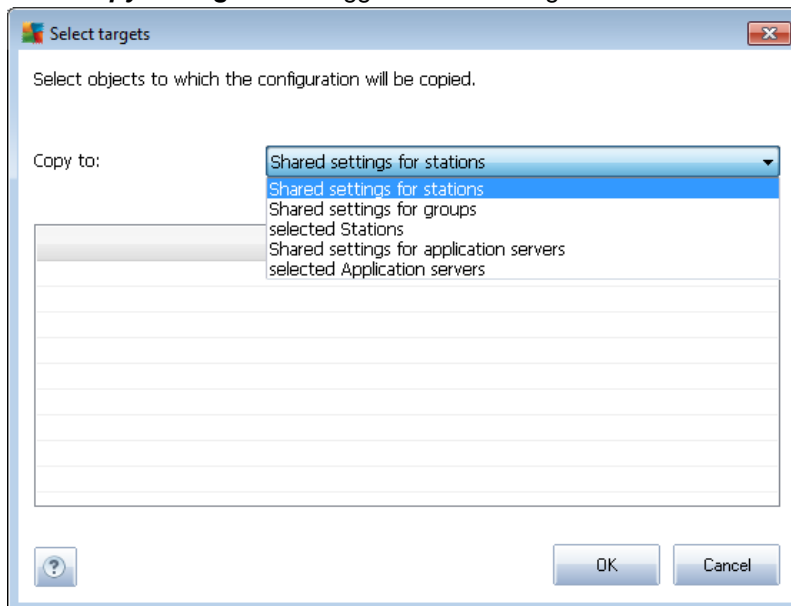 Select targets
Select objects to which the configuration will be copied.
Copy to:
Shared settings for stations
Shared settings for stations
Shared settings for groups
selected Stations
Shared settings for application servers
selected Application servers
?
OK
Cancel